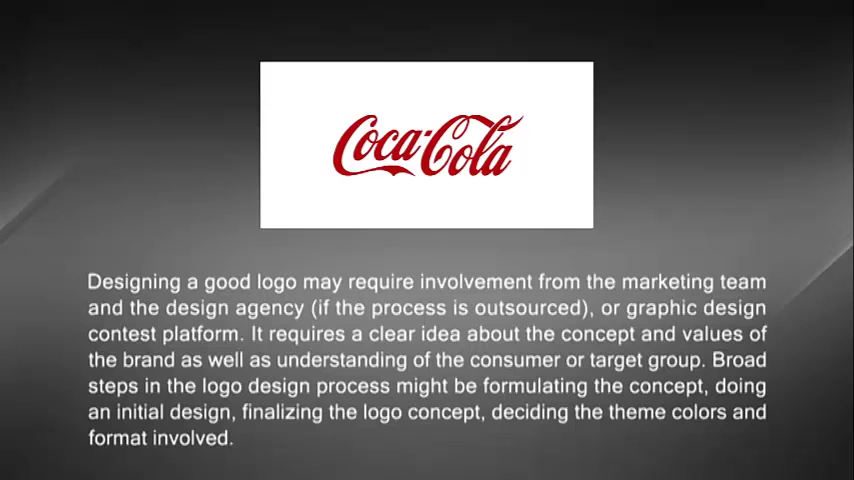 Coca-Cola
Designing a good logo may require involvement from the marketing team
and the design agency (if the process is outsourced), or graphic design
contest platform. It requires a clear idea about the concept and values of
the brand as well as understanding of the consumer or target group. Broad
steps in the logo design process might be formulating the concept, doing
an initial design, finalizing the logo concept, deciding the theme colors and
format involved.